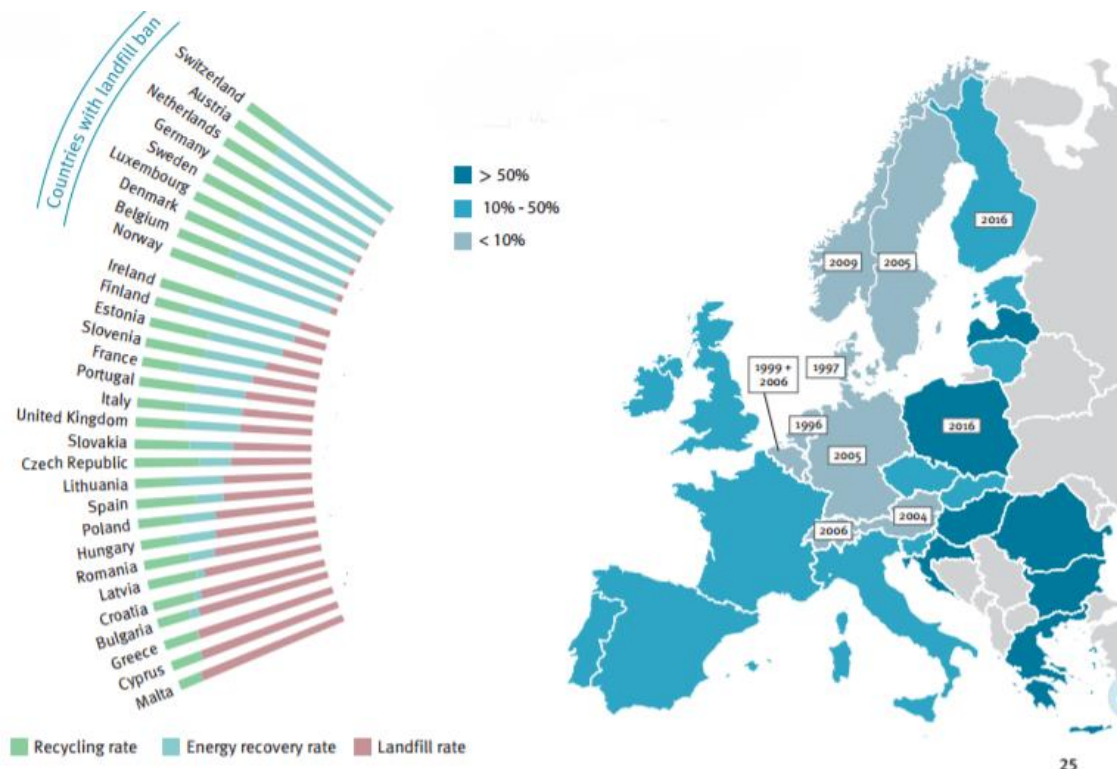 Countries with landfill ban
Switzerland
Austria
Netherlands
Germany
Sweden
Luxembourg
Denmark
Belgium
Norway
Ireland
Finland
Estonia
Slovenia
France
Portugal
Italy
United Kingdom
Slovakia
Czech Republic
Lithuania
Spain
Poland
Hungary
Romania
Latvia
Croatia
Bulgaria
Greece
Cyprus
Malta
Recycling rate
Energy recovery rate
Landfill rate
> 50%
10% - 50%
< 10%
2016
2009
2005
1999 +
2006
1997
1996
2005
2016
2004
2006
25